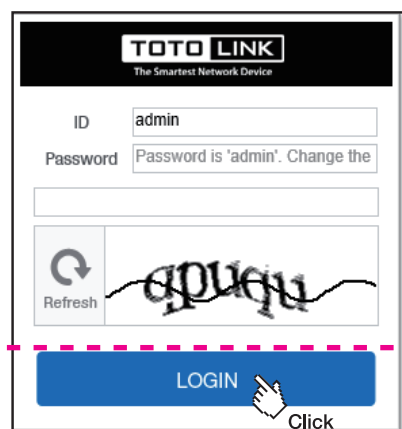 TOTO LINK
The Smartest Network Device
ID admin
Password Password is 'admin'. Change the
Refresh
LOGIN
Click